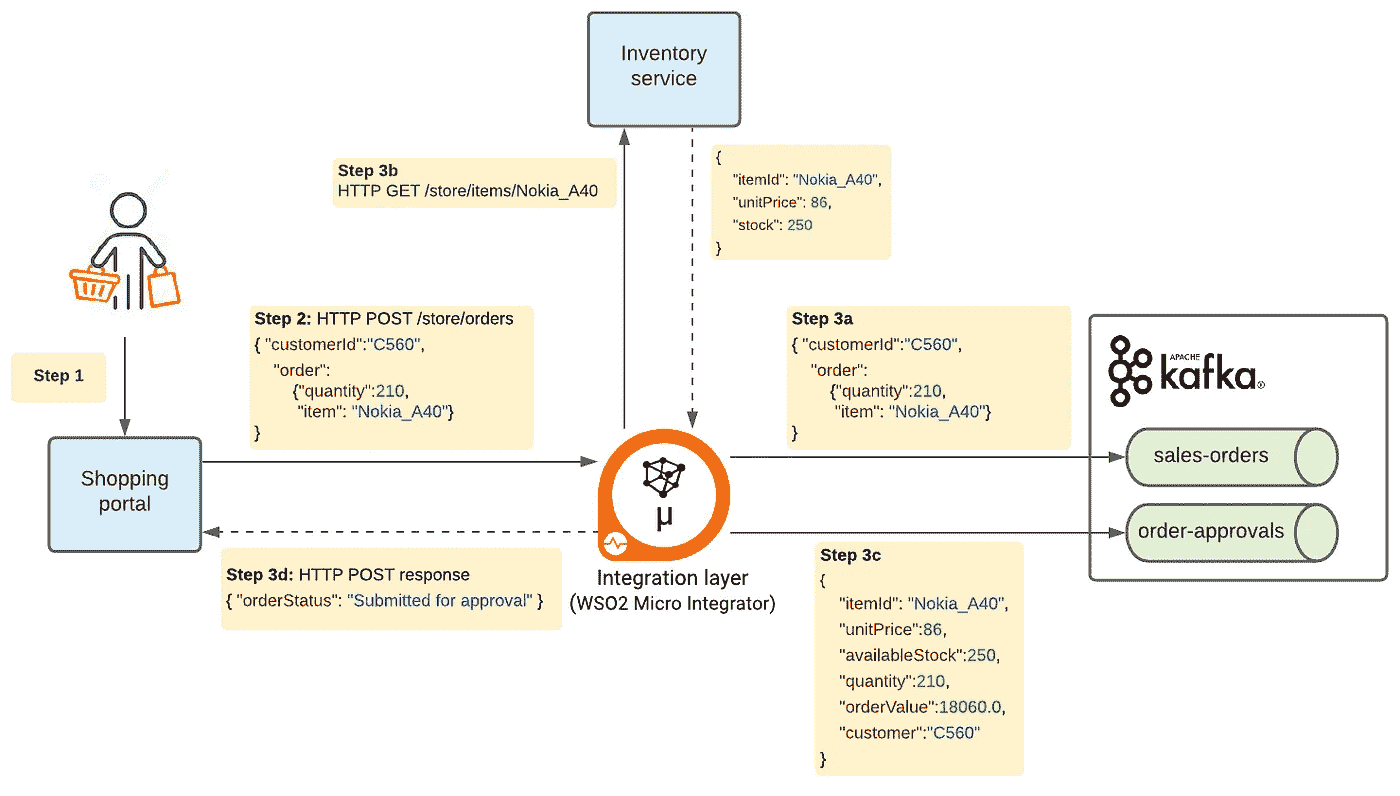 Inventory
service
Step 3b
HTTP GET /store/items/Nokia_A40
{
"itemId": "Nokia_A40",
"unitPrice": 86,
"stock": 250
}
Step 1
Shopping
portal
Step 2: HTTP POST /store/orders
{ "customerId":"C560",
"order":
{"quantity":210,
"item": "Nokia_A40"}
}
Step 3d: HTTP POST response
{ "orderStatus": "Submitted for approval" }
µ
Integration layer
(WSO2 Micro Integrator)
Step 3a
{ "customerId":"C560",
"order":
{"quantity":210,
"item": "Nokia_A40"}
}
APACHE
kafka®
sales-orders
order-approvals
Step 3c
{
"itemId": "Nokia_A40",
"unitPrice":86,
"availableStock":250,
"quantity":210,
"orderValue":18060.0,
"customer":"C560"
}